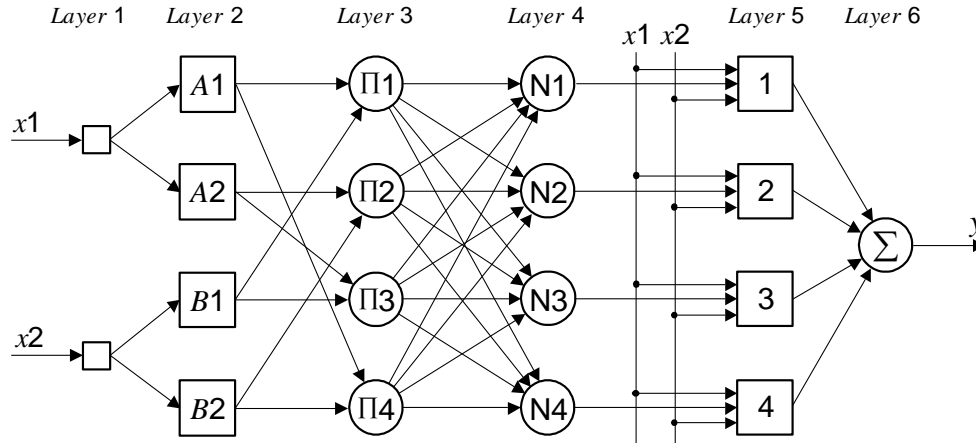 Layer 1 Layer 2 Layer 3 Layer 4 Layer 5 Layer 6
x1 x2
A1 Π1 N1 1
x1
A2 Π2 N2 2
Σ y
B1 Π3 N3 3
x2
B2 Π4 N4 4